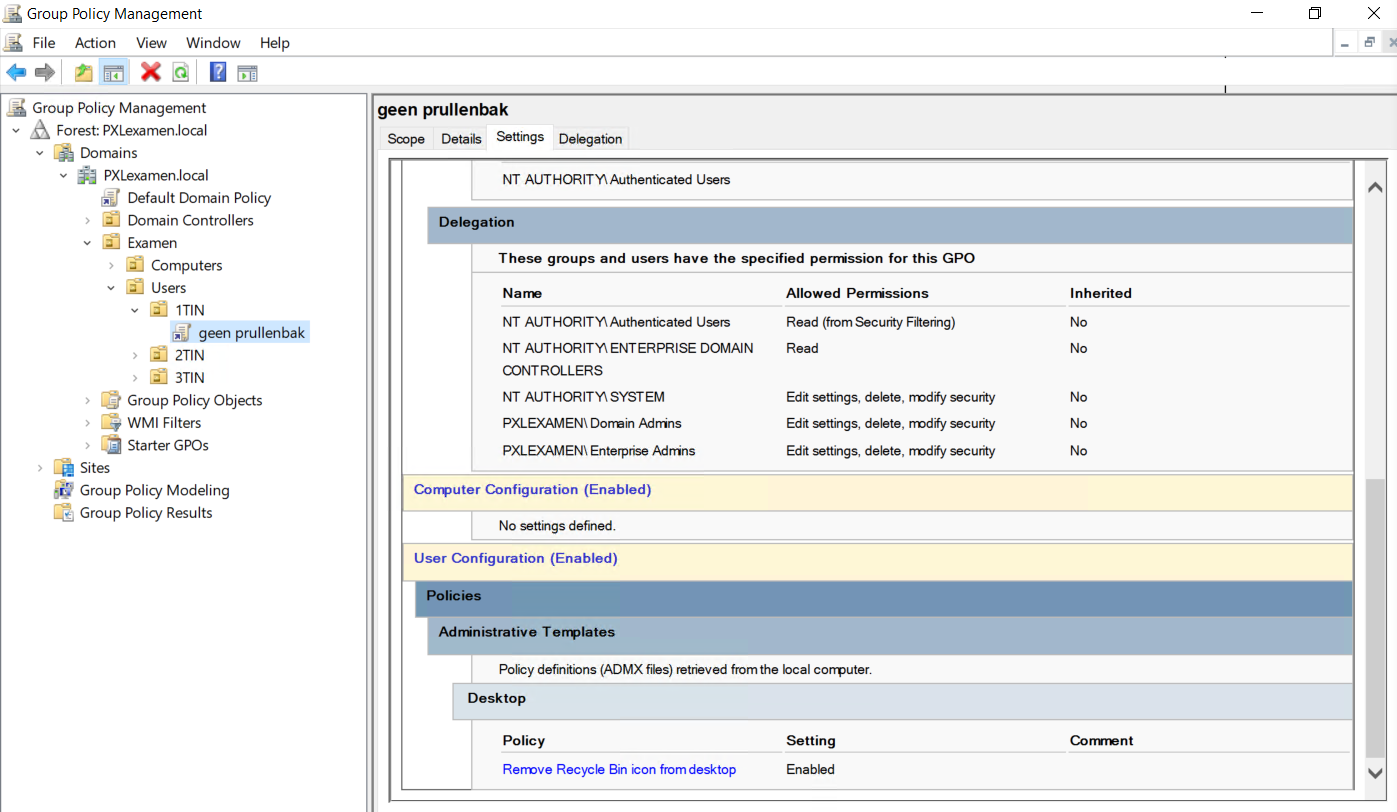 Group Policy Management
File Action View Window Help
Group Policy Management
Forest: PXLexamen.local
Domains
PXLexamen.local
Default Domain Policy
Domain Controllers
Examen
Computers
Users
1TIN
geen prullenbak
2TIN
3TIN
Group Policy Objects
WMI Filters
Starter GPOs
Sites
Group Policy Modeling
Group Policy Results
geen prullenbak
Scope Details Settings Delegation
NT AUTHORITY\Authenticated Users
Delegation
These groups and users have the specified permission for this GPO
Name Allowed Permissions Inherited
NT AUTHORITY\Authenticated Users Read (from Security Filtering) No
NT AUTHORITY\ENTERPRISE DOMAIN Read No
CONTROLLERS
NT AUTHORITY\SYSTEM Edit settings, delete, modify security No
PXLEXAMEN\Domain Admins Edit settings, delete, modify security No
PXLEXAMEN\Enterprise Admins Edit settings, delete, modify security No
Computer Configuration (Enabled)
No settings defined.
User Configuration (Enabled)
Policies
Administrative Templates
Policy definitions (ADMX files) retrieved from the local computer.
Desktop
Policy Setting Comment
Remove Recycle Bin icon from desktop Enabled